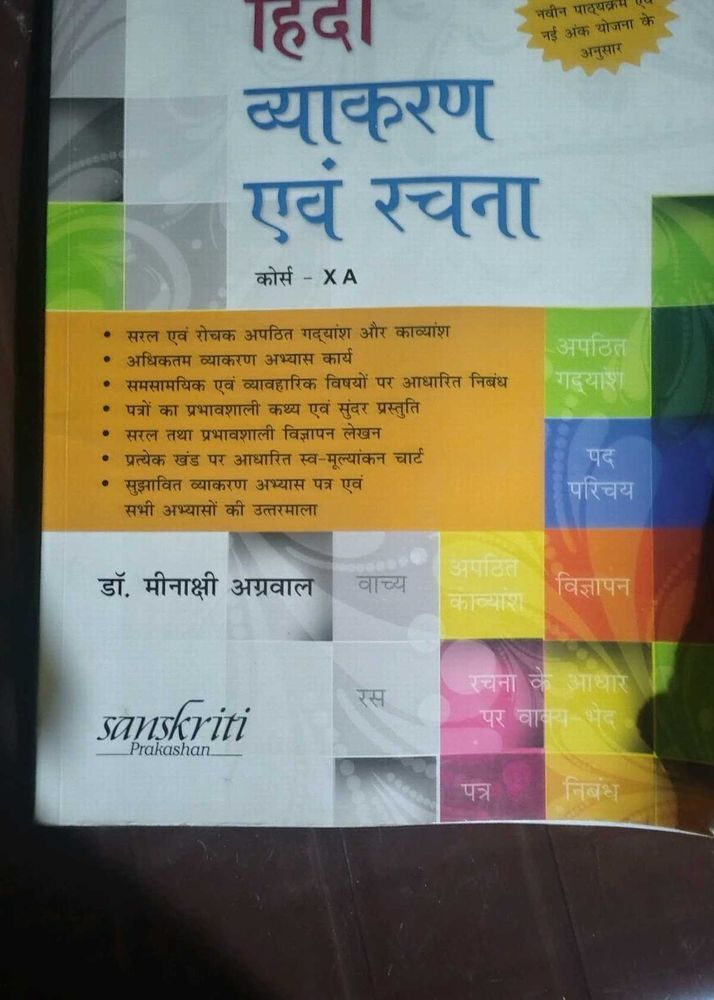 हिंदी
व्याकरण
एवं रचना
कोर्स - X A
नवीन पाठ्यक्रम एवं
नई अंक योजना के
अनुसार
• सरल एवं रोचक अपठित गद्यांश और काव्यांश
• अधिकतम व्याकरण अभ्यास कार्य
• समसामयिक एवं व्यावहारिक विषयों पर आधारित निबंध
• पत्रों का प्रभावशाली कथ्य एवं सुंदर प्रस्तुति
• सरल तथा प्रभावशाली विज्ञापन लेखन
• प्रत्येक खंड पर आधारित स्व-मूल्यांकन चार्ट
• सुझावित व्याकरण अभ्यास पत्र एवं
सभी अभ्यासों की उत्तरमाला
अपठित
गद्यांश
पद
परिचय
डॉ. मीनाक्षी अग्रवाल
वाच्य
अपठित
काव्यांश
विज्ञापन
रस
रचना के आधार
पर वाक्य-भेद
पत्र
निबंध
sanskriti
Prakashan